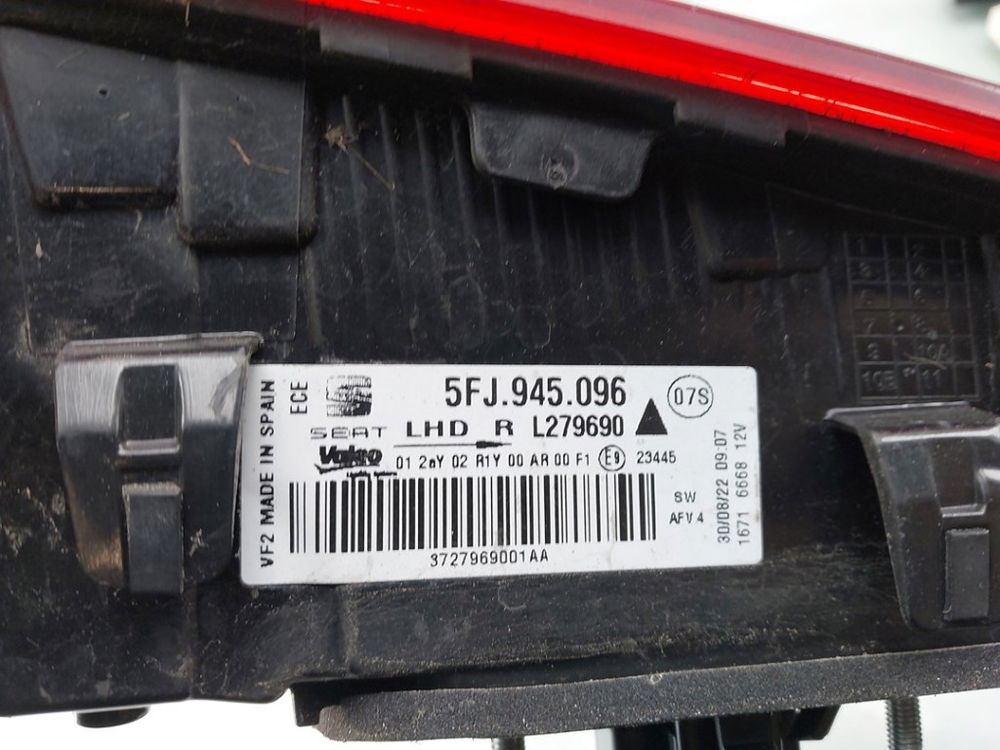 VF2 MADE IN SPAIN
ECE
SEAT
5FJ.945.096
07S
LHD R L279690
Valeo
01 2aY 02 R1Y 00 AR 00 F1 E9 23445
SW
AFV 4
3727969001AA
30/08/22 09:07
1671 6668 12V